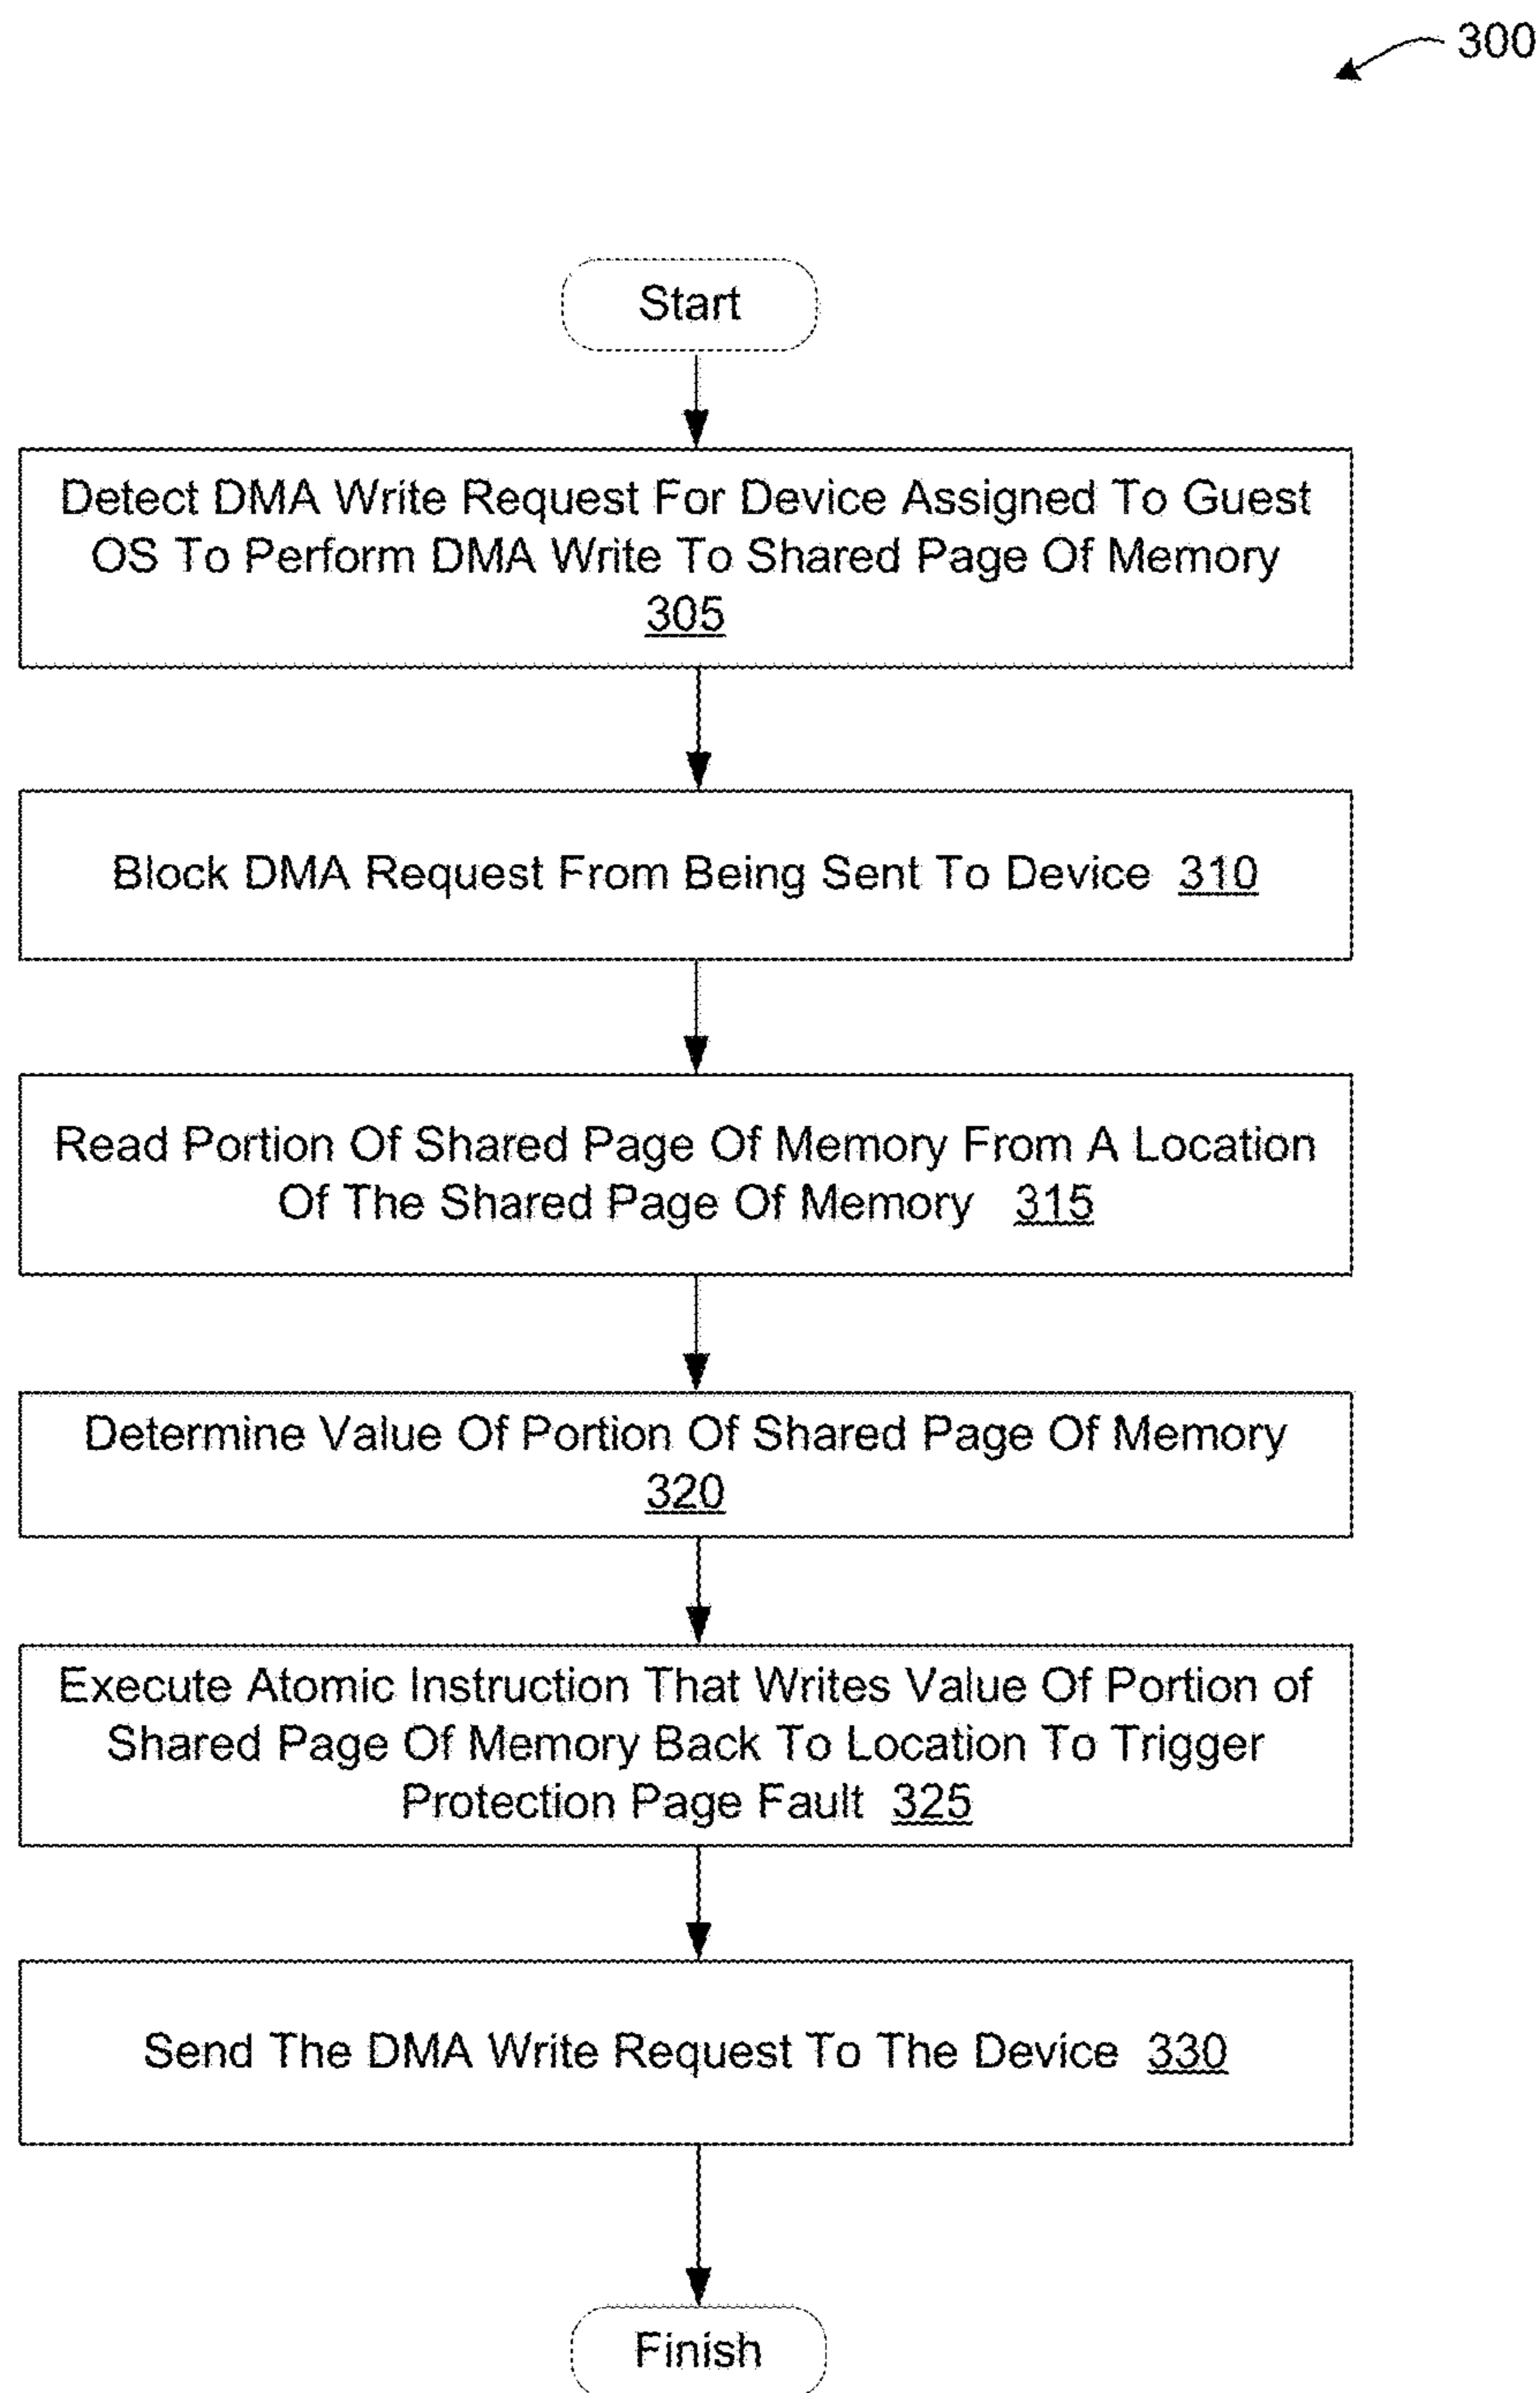 300
Start
Detect DMA Write Request For Device Assigned To Guest
OS To Perform DMA Write To Shared Page Of Memory
305
Block DMA Request From Being Sent To Device 310
Read Portion Of Shared Page Of Memory From A Location
Of The Shared Page Of Memory 315
Determine Value Of Portion Of Shared Page Of Memory
320
Execute Atomic Instruction That Writes Value Of Portion of
Shared Page Of Memory Back To Location To Trigger
Protection Page Fault 325
Send The DMA Write Request To The Device 330
Finish